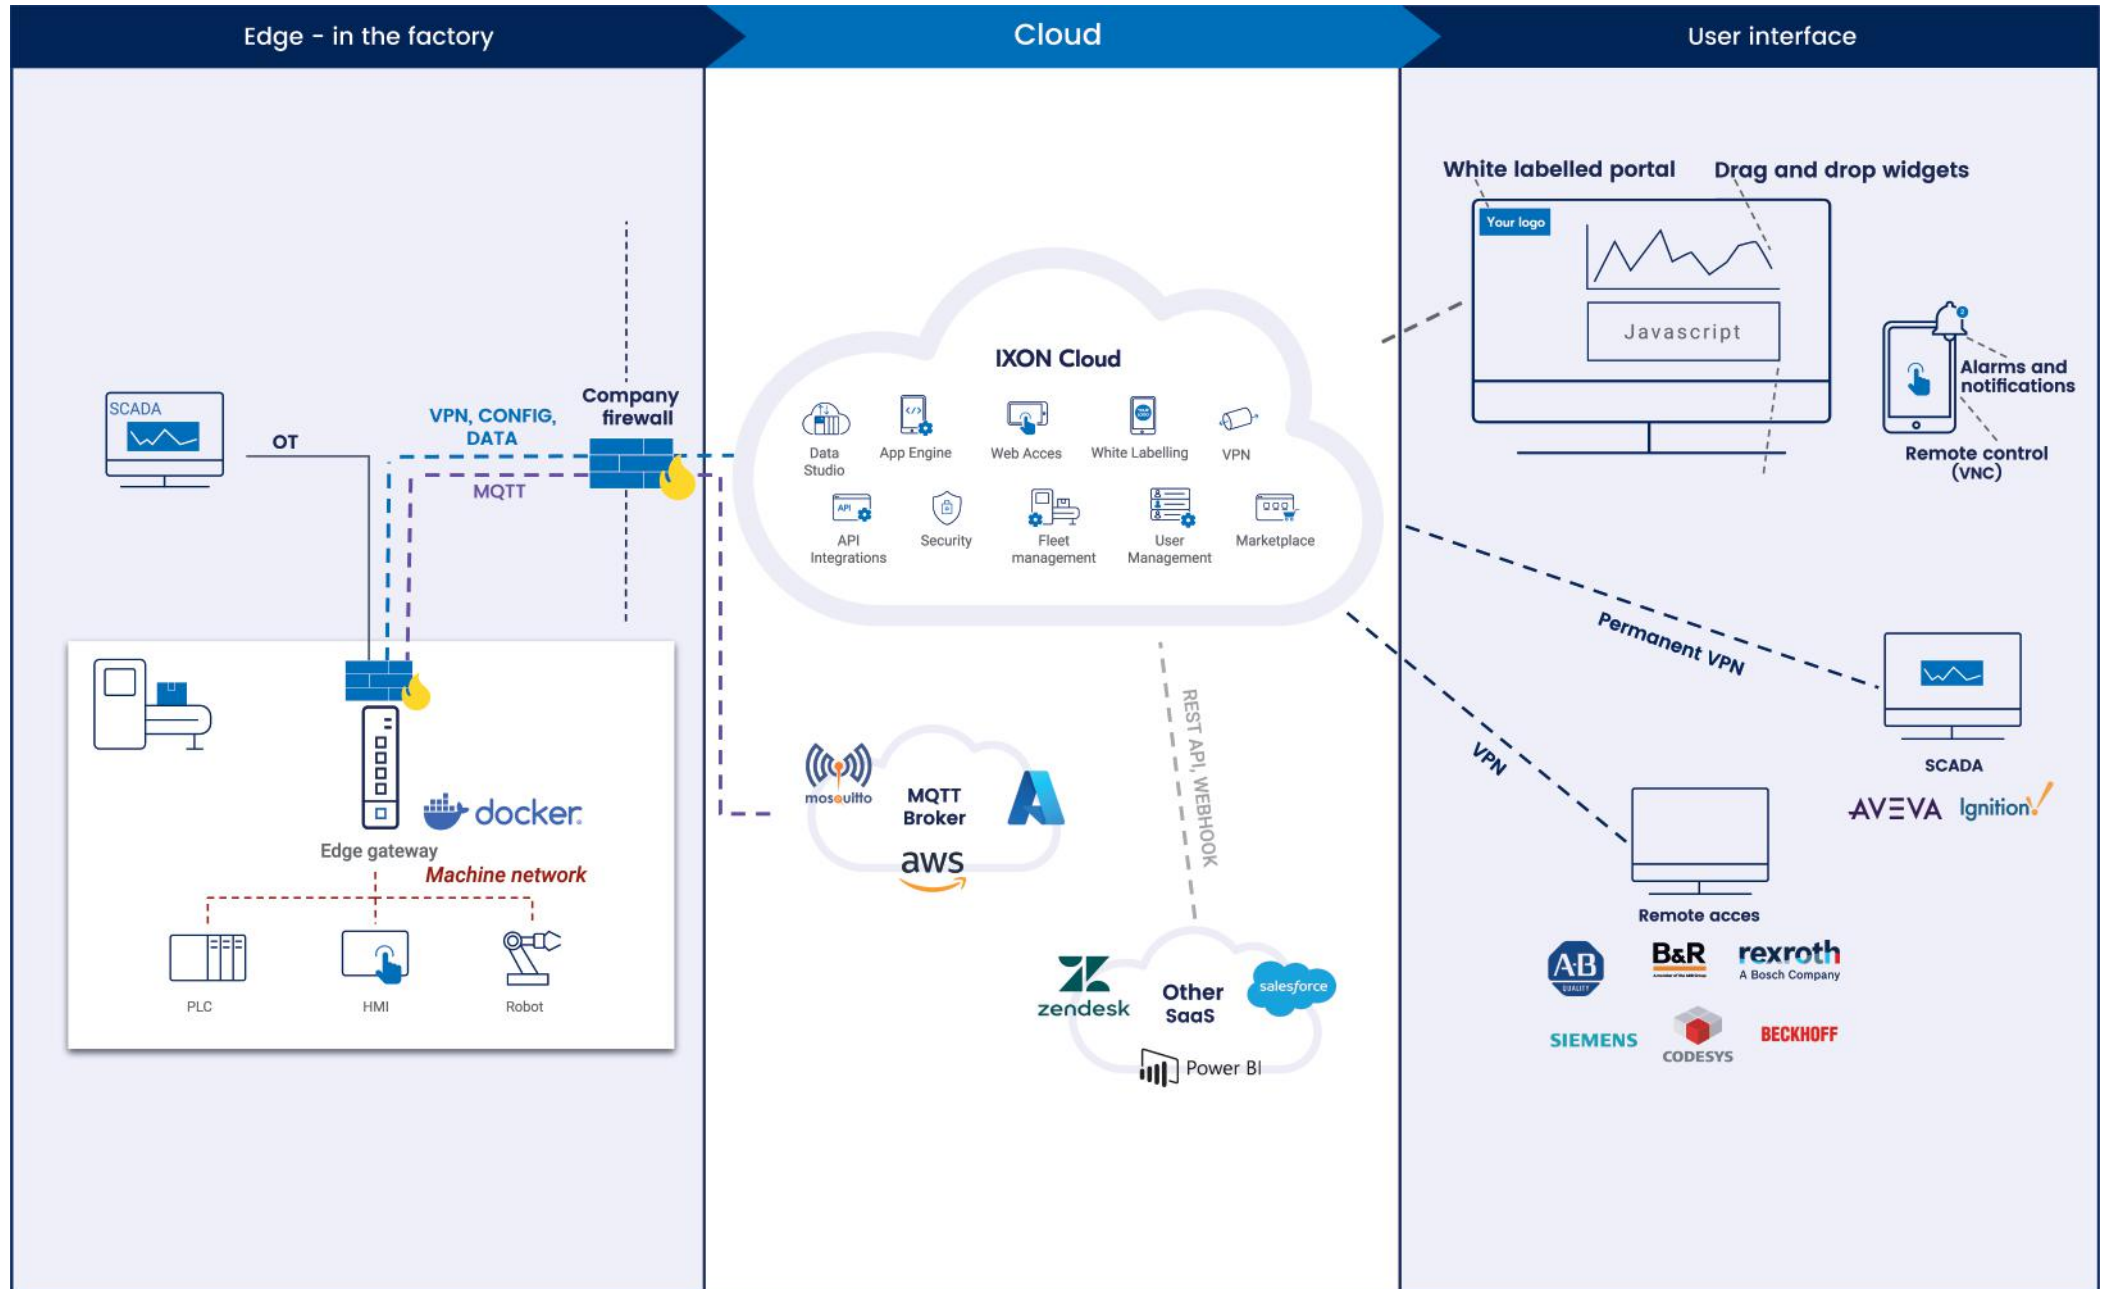 Edge - in the factory
Cloud
User interface
White labelled portal
Drag and drop widgets
Your logo
Javascript
Alarms and
notifications
Remote control
(VNC)
SCADA
OT
VPN, CONFIG,
DATA
MQTT
Company
firewall
IXON Cloud
Data
Studio
App Engine
Web Acces
White Labelling
VPN
API
API
Integrations
Security
Fleet
management
User
Management
Marketplace
Permanent VPN
VPN
REST API, WEBHOOK
docker
Edge gateway
Machine network
PLC
HMI
Robot
mosquitto
MQTT
Broker
aws
zendesk
Other
SaaS
salesforce
Power BI
SCADA
AVEVA
Ignition!
Remote acces
A·B
QUALITY
B&R
rexroth
A Bosch Company
SIEMENS
CODESYS
BECKHOFF